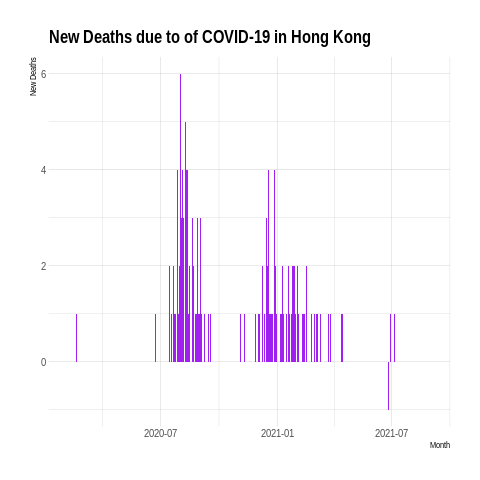 New Deaths due to of COVID-19 in Hong Kong
New Deaths
6
4
2
0
2020-07
2021-01
2021-07
Month